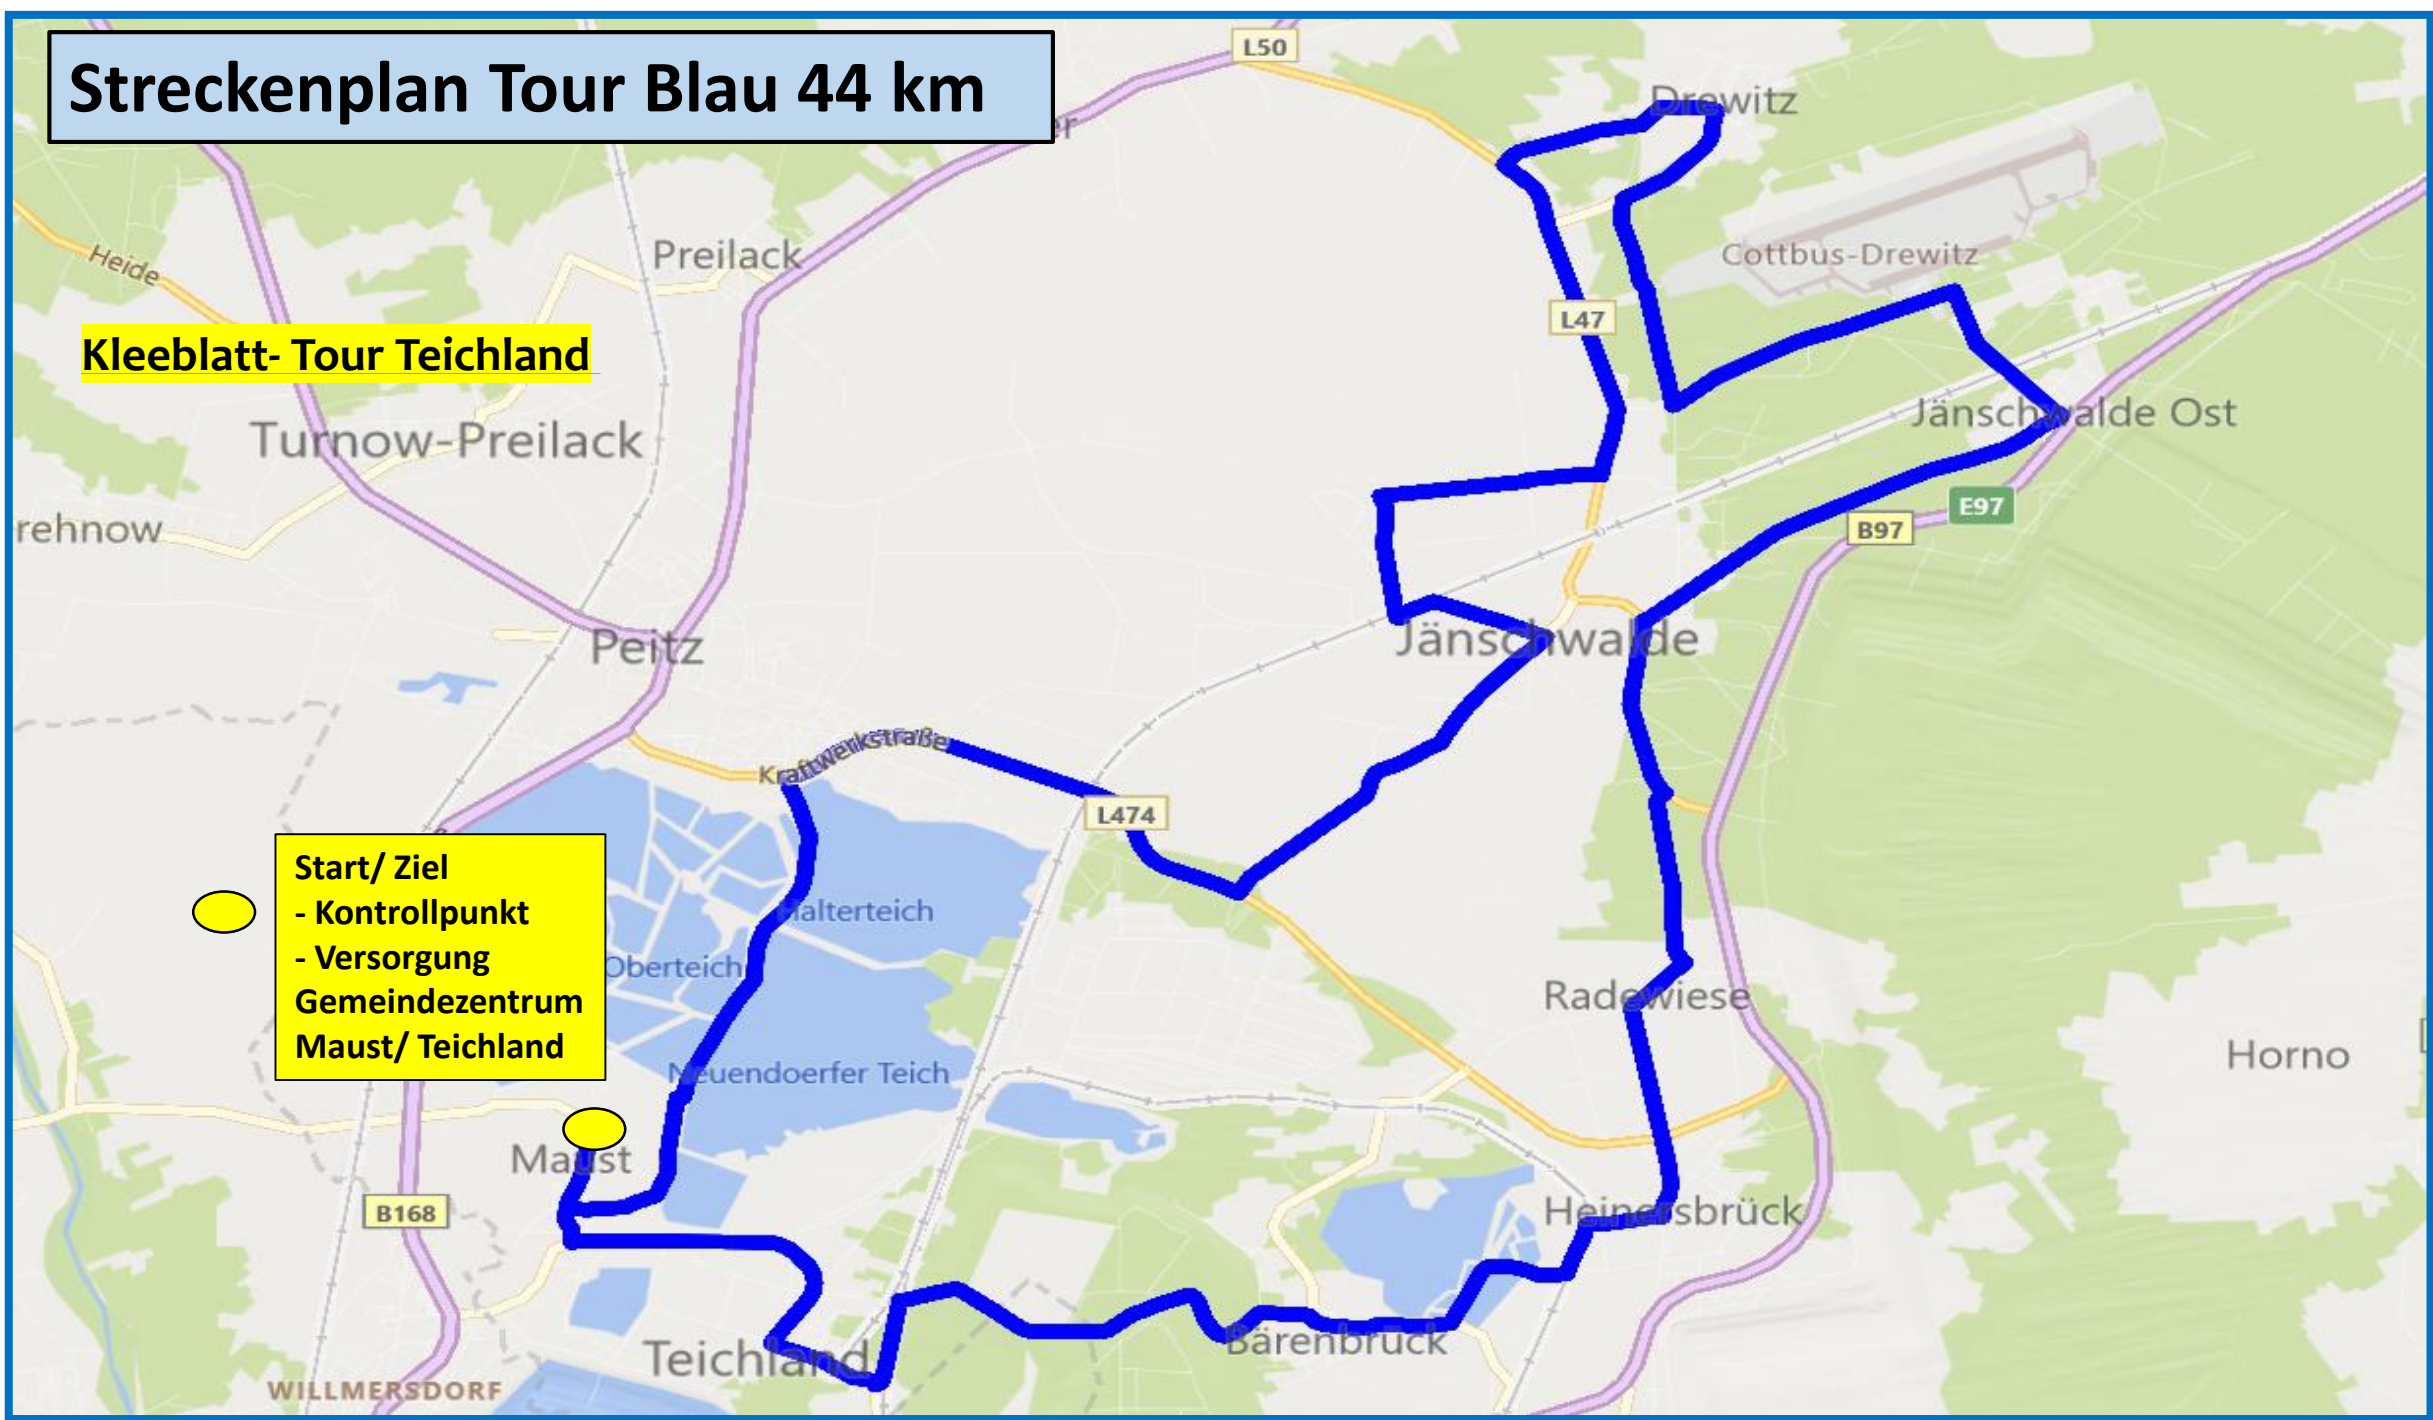 Streckenplan Tour Blau 44 km
L50
Drewitz
er
Heide
Preilack
Cottbus-Drewitz
L47
Kleeblatt- Tour Teichland
Turnow-Preilack
Jänschwalde Ost
rehnow
E97
B97
Peitz
Jänschwalde
Kraftwerkstraße
L474
Start/ Ziel
- Kontrollpunkt
- Versorgung
Gemeindezentrum
Maust/ Teichland
Halterteich
Oberteich
Radewiese
Horno
Neuendoerfer Teich
Maust
B168
Heinersbrück
Bärenbrück
Teichland
WILLMERSDORF